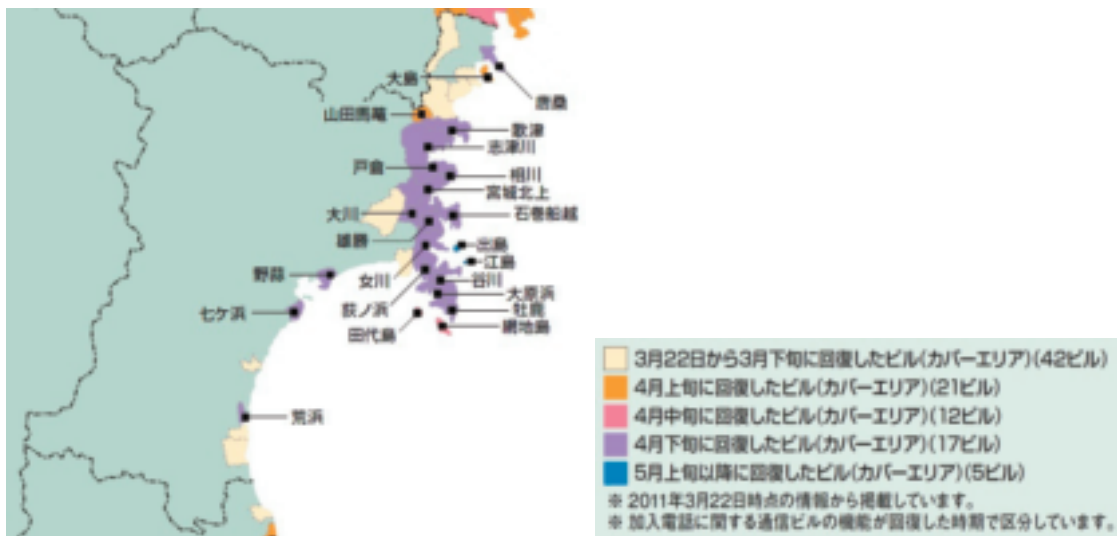 大島
唐桑
山田馬篭
歌津
志津川
戸倉
相川
宮城北上
大川
石巻船越
雄勝
出島
江島
野蒜
女川
谷川
大原浜
七ケ浜
荻ノ浜
牡鹿
田代島
網地島
荒浜
3月22日から3月下旬に回復したビル(カバーエリア)(42ビル)
4月上旬に回復したビル(カバーエリア)(21ビル)
4月中旬に回復したビル(カバーエリア)(12ビル)
4月下旬に回復したビル(カバーエリア)(17ビル)
5月上旬以降に回復したビル(カバーエリア)(5ビル)
※ 2011年3月22日時点の情報から掲載しています。
※ 加入電話に関する通信ビルの機能が回復した時期で区分しています。